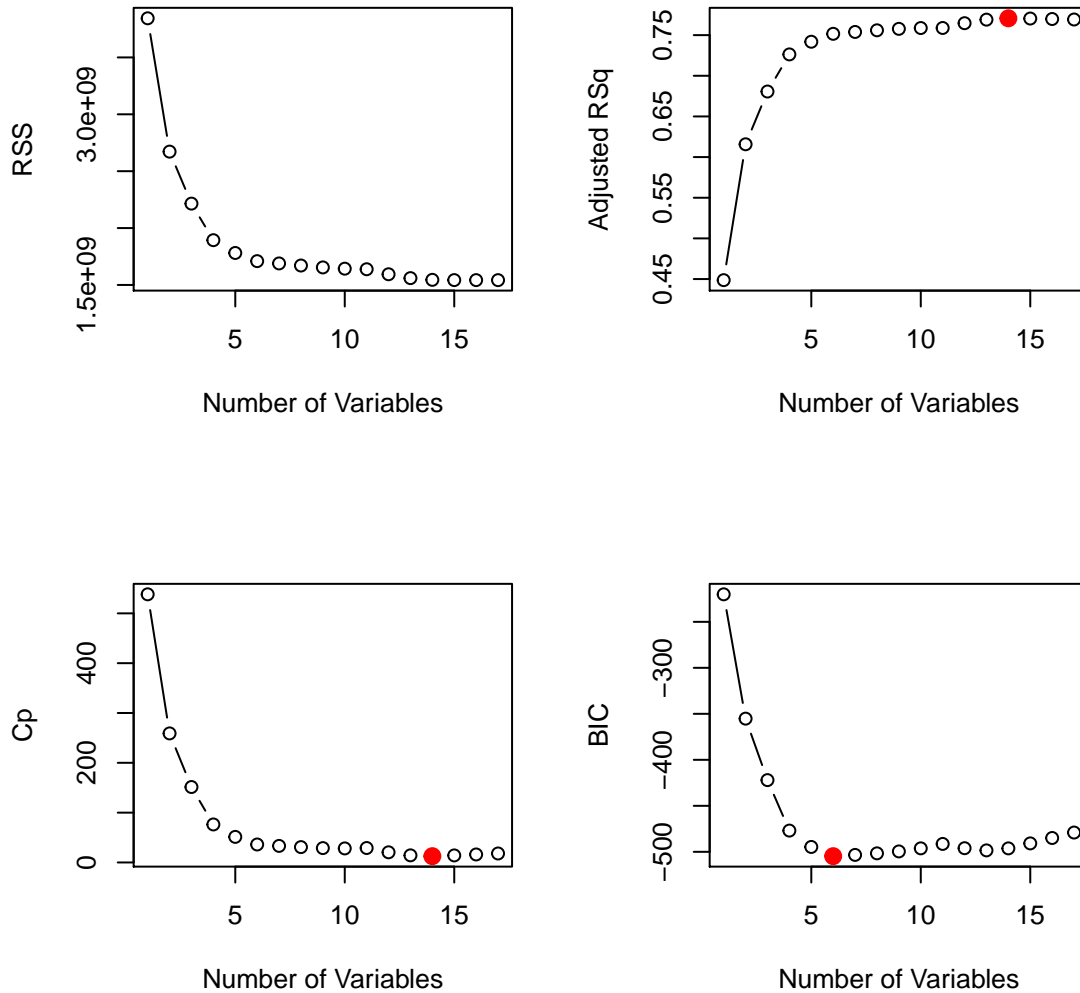 RSS
3.0e+09
1.5e+09
5 10 15
Number of Variables
Adjusted RSq
0.75
0.65
0.55
0.45
5 10 15
Number of Variables
Cp
400
200
0
5 10 15
Number of Variables
BIC
−300
−400
−500
5 10 15
Number of Variables